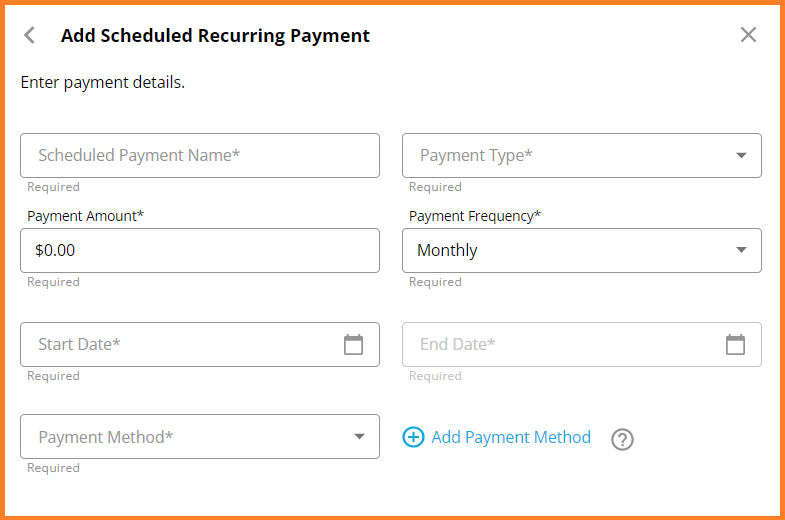 Add Scheduled Recurring Payment
Enter payment details.
Scheduled Payment Name*
Required
Payment Type*
Required
Payment Amount*
$0.00
Required
Payment Frequency*
Monthly
Required
Start Date*
Required
End Date*
Required
Payment Method*
Required
Add Payment Method
?